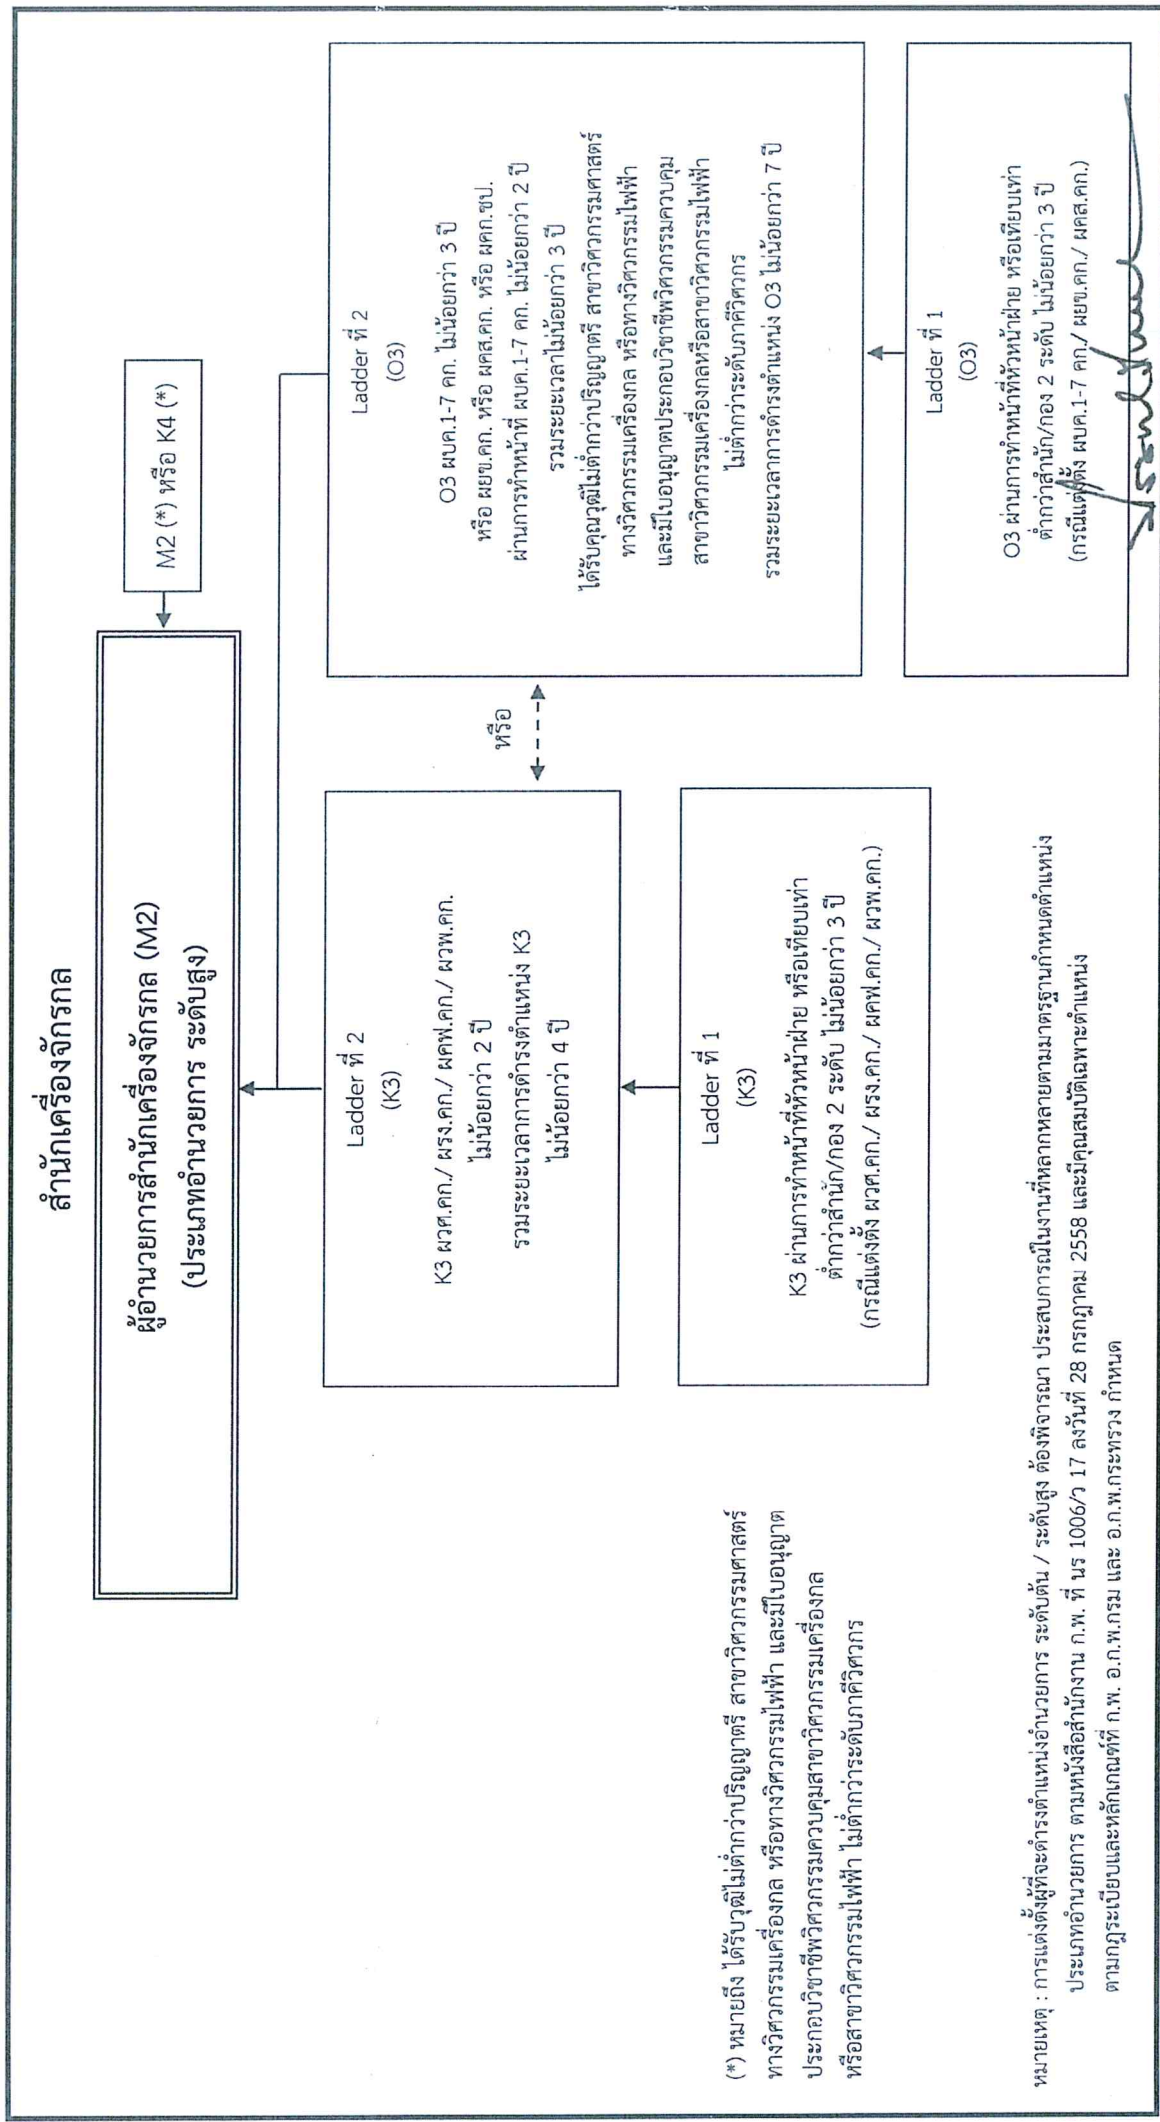 สำนักเครื่องจักรกล
ผู้อำนวยการสำนักเครื่องจักรกล (M2)
(ประเภทอำนวยการ ระดับสูง)
M2 (*) หรือ K4 (*)
Ladder ที่ 2
(K3)
K3 ผวศ.คก./ ผรง.คก./ ผคฟ.คก./ ผวพ.คก.
ไม่น้อยกว่า 2 ปี
รวมระยะเวลาการดำรงตำแหน่ง K3
ไม่น้อยกว่า 4 ปี
หรือ
Ladder ที่ 2
(O3)
O3 ผบค.1-7 คก. ไม่น้อยกว่า 3 ปี
หรือ ผยข.คก. หรือ ผคส.คก. หรือ ผคก.ชป.
ผ่านการทำหน้าที่ ผบค.1-7 คก. ไม่น้อยกว่า 2 ปี
รวมระยะเวลาไม่น้อยกว่า 3 ปี
ได้รับคุณวุฒิไม่ต่ำกว่าปริญญาตรี สาขาวิศวกรรมศาสตร์
ทางวิศวกรรมเครื่องกล หรือทางวิศวกรรมไฟฟ้า
และมีใบอนุญาตประกอบวิชาชีพวิศวกรรมควบคุม
สาขาวิศวกรรมเครื่องกลหรือสาขาวิศวกรรมไฟฟ้า
ไม่ต่ำกว่าระดับภาคีวิศวกร
รวมระยะเวลาการดำรงตำแหน่ง O3 ไม่น้อยกว่า 7 ปี
Ladder ที่ 1
(K3)
K3 ผ่านการทำหน้าที่หัวหน้าฝ่าย หรือเทียบเท่า
ต่ำกว่าสำนัก/กอง 2 ระดับ ไม่น้อยกว่า 3 ปี
(กรณีแต่งตั้ง ผวศ.คก./ ผรง.คก./ ผคฟ.คก./ ผวพ.คก.)
Ladder ที่ 1
(O3)
O3 ผ่านการทำหน้าที่หัวหน้าฝ่าย หรือเทียบเท่า
ต่ำกว่าสำนัก/กอง 2 ระดับ ไม่น้อยกว่า 3 ปี
(กรณีแต่งตั้ง ผบค.1-7 คก./ ผยข.คก./ ผคส.คก.)
(*) หมายถึง ได้รับวุฒิไม่ต่ำกว่าปริญญาตรี สาขาวิศวกรรมศาสตร์
ทางวิศวกรรมเครื่องกล หรือทางวิศวกรรมไฟฟ้า และมีใบอนุญาต
ประกอบวิชาชีพวิศวกรรมควบคุมสาขาวิศวกรรมเครื่องกล
หรือสาขาวิศวกรรมไฟฟ้า ไม่ต่ำกว่าระดับภาคีวิศวกร
หมายเหตุ : การแต่งตั้งผู้ที่จะดำรงตำแหน่งอำนวยการ ระดับต้น / ระดับสูง ต้องพิจารณา ประสบการณ์ในงานที่หลากหลายตามมาตรฐานกำหนดตำแหน่ง
ประเภทอำนวยการ ตามหนังสือสำนักงาน ก.พ. ที่ นร 1006/ว 17 ลงวันที่ 28 กรกฎาคม 2558 และมีคุณสมบัติเฉพาะตำแหน่ง
ตามกฎระเบียบและหลักเกณฑ์ที่ ก.พ. อ.ก.พ.กรม และ อ.ก.พ.กระทรวง กำหนด